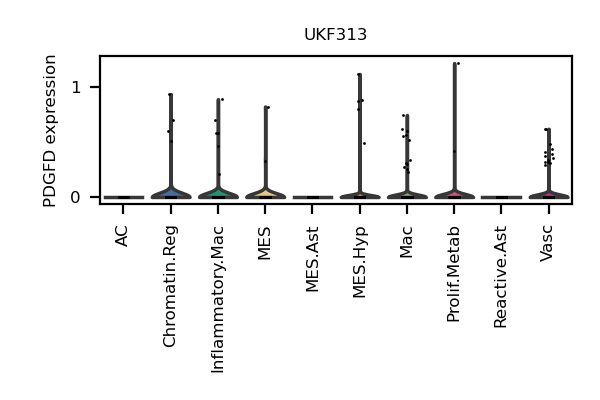 UKF313
PDGFD expression
1
0
AC
Chromatin.Reg
Inflammatory.Mac
MES
MES.Ast
MES.Hyp
Mac
Prolif.Metab
Reactive.Ast
Vasc